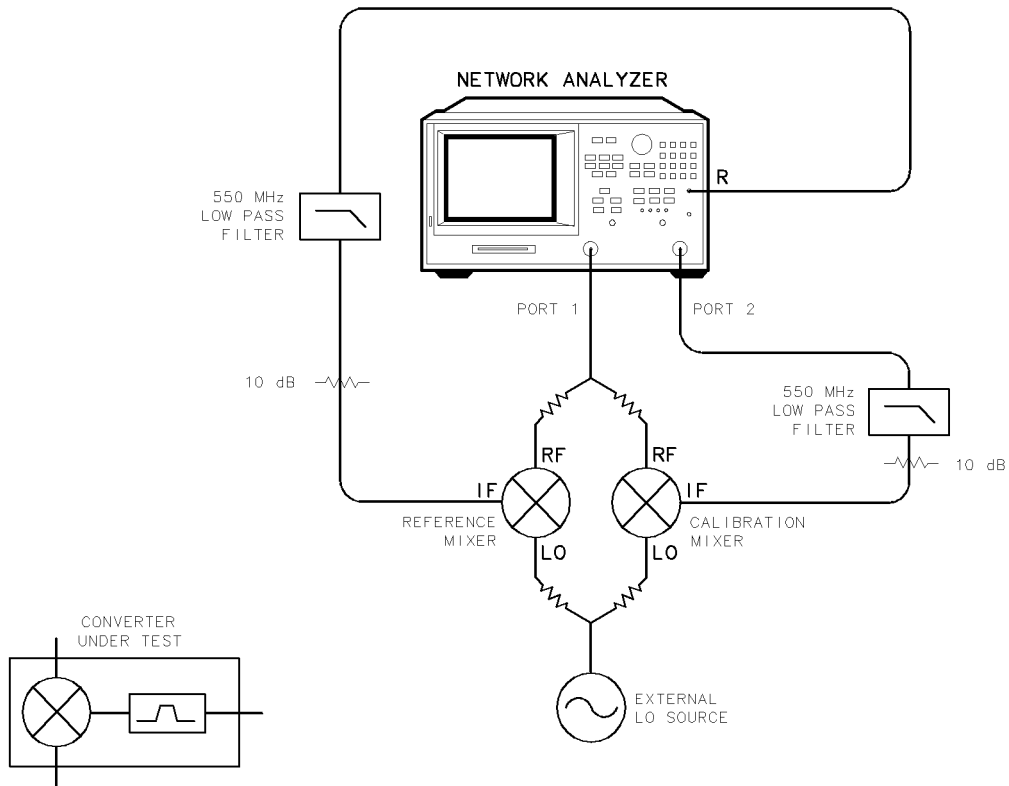 NETWORK ANALYZER
R
550 MHz
LOW PASS
FILTER
PORT 1
PORT 2
10 dB
550 MHz
LOW PASS
FILTER
10 dB
RF
RF
IF
IF
REFERENCE
MIXER
CALIBRATION
MIXER
LO
LO
CONVERTER
UNDER TEST
EXTERNAL
LO SOURCE